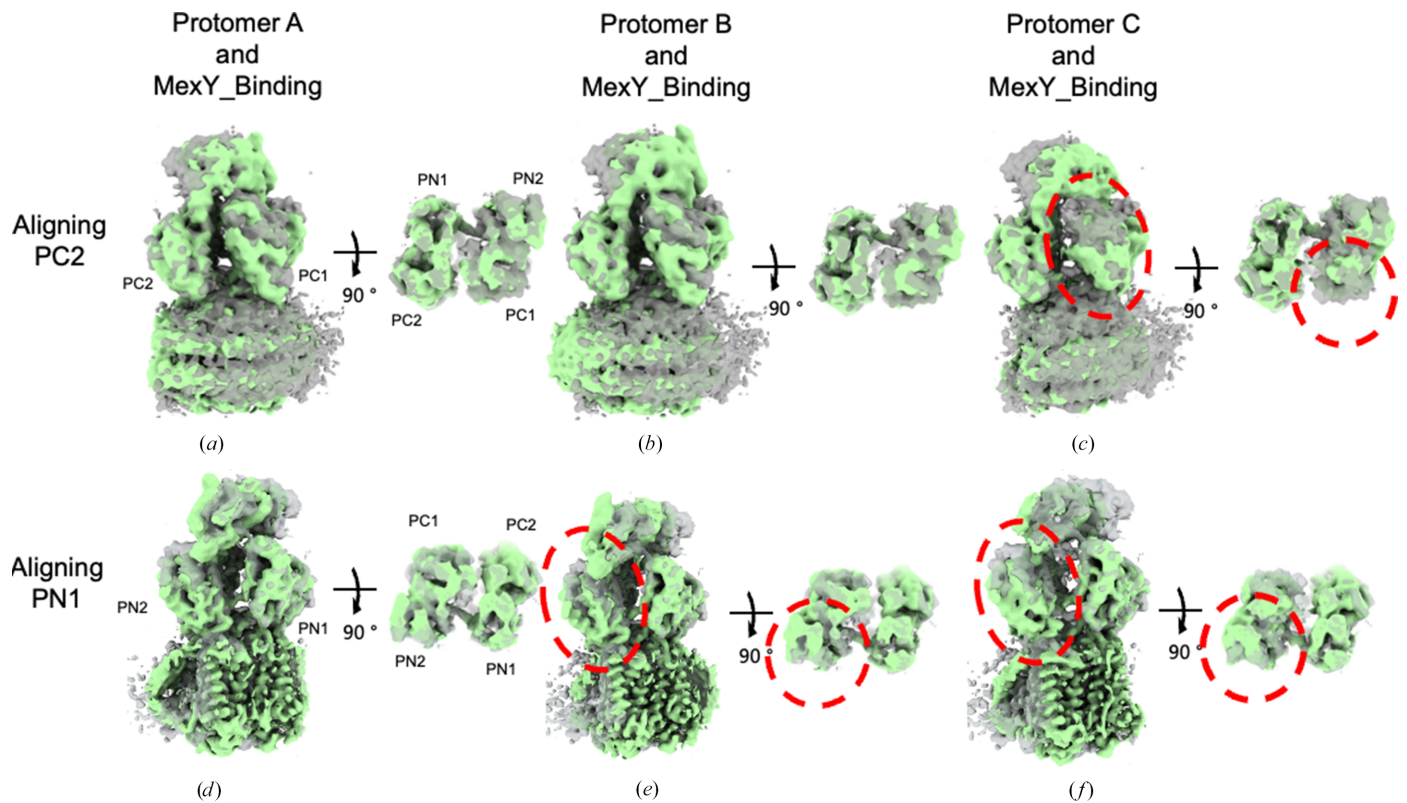 Protomer A
and
MexY_Binding
Protomer B
and
MexY_Binding
Protomer C
and
MexY_Binding
Aligning
PC2
PC2
PC1
90 °
PN1
PN2
PC2
PC1
90 °
90 °
(a)
(b)
(c)
Aligning
PN1
PN2
PN1
90 °
PC1
PC2
PN2
PN1
90 °
90 °
(d)
(e)
(f)